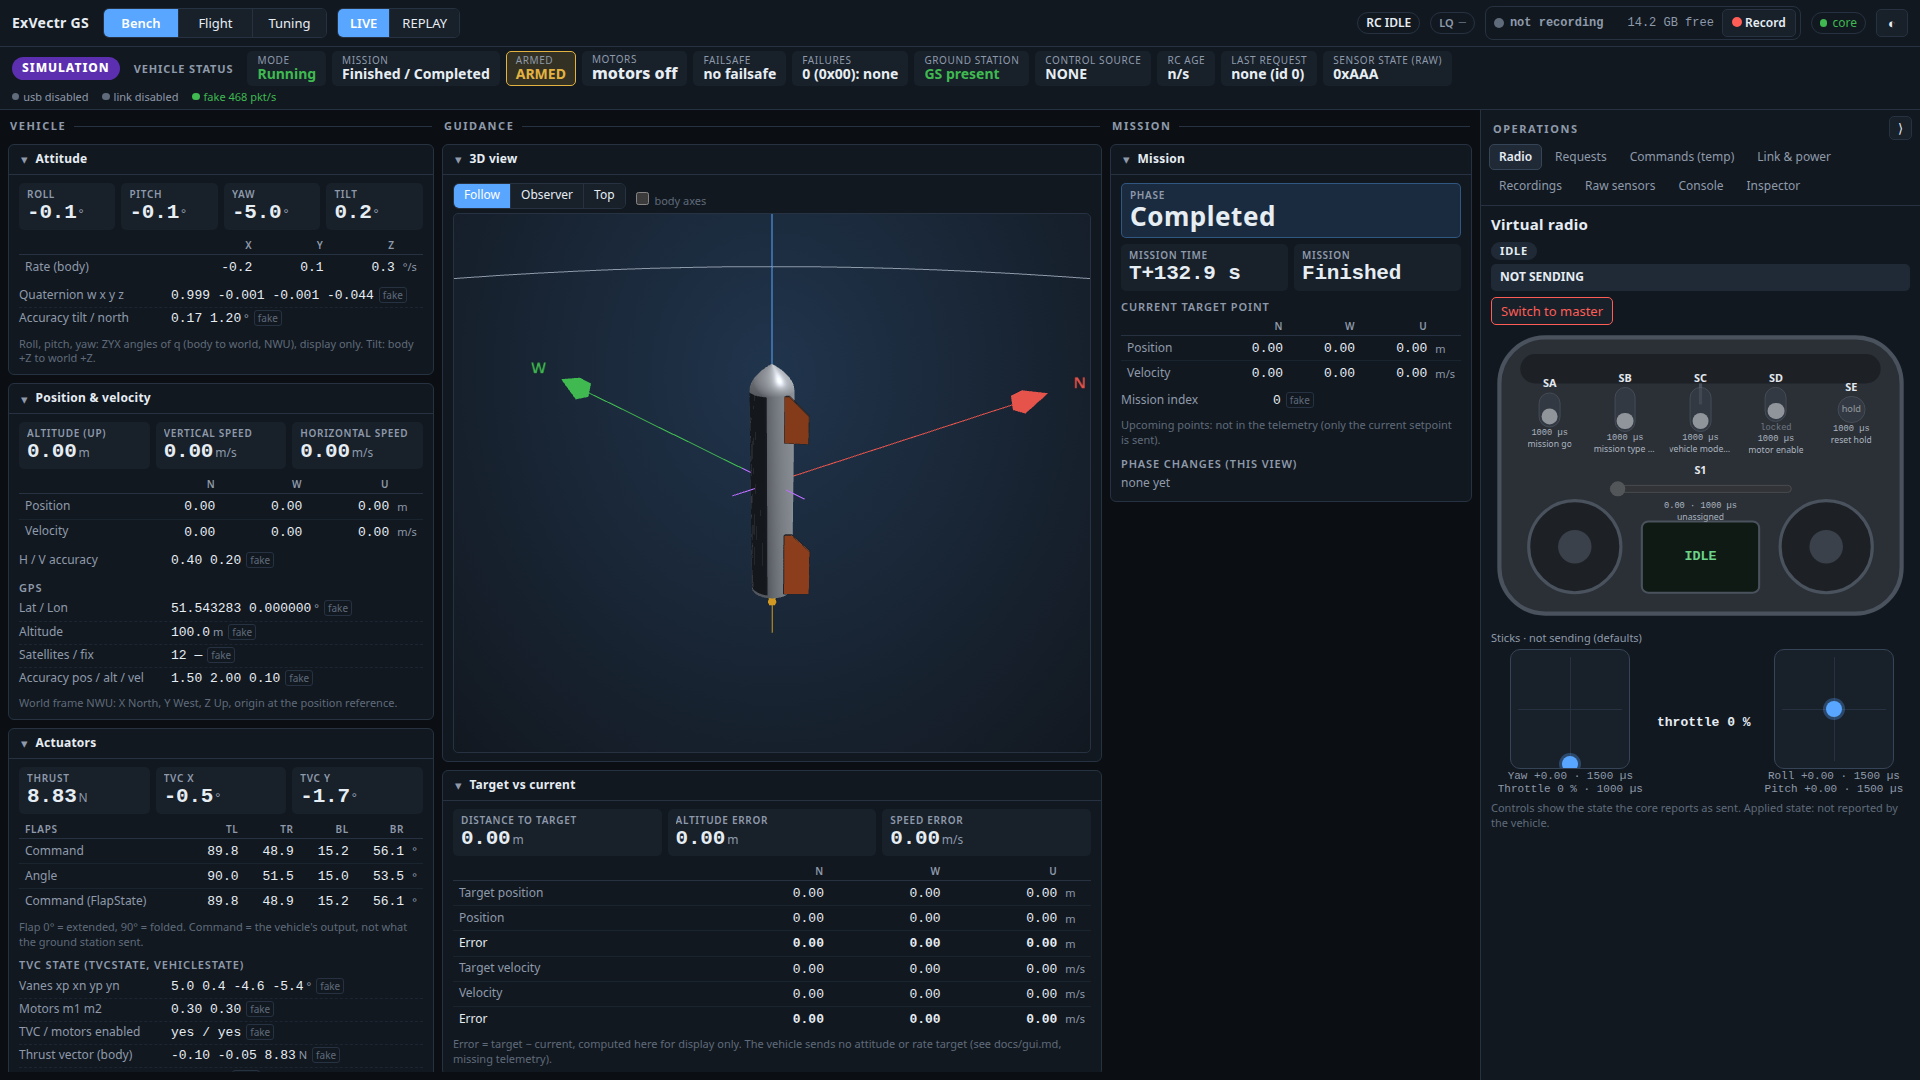 ExVectr GS Bench Flight Tuning LIVE REPLAY RC IDLE LQ — not recording 14.2 GB free Record core
SIMULATION VEHICLE STATUS
MODE Running
MISSION Finished / Completed
ARMED ARMED
MOTORS motors off
FAILSAFE no failsafe
FAILURES 0 (0x00): none
GROUND STATION GS present
CONTROL SOURCE NONE
RC AGE n/s
LAST REQUEST none (id 0)
SENSOR STATE (RAW) 0xAAA
usb disabled link disabled fake 468 pkt/s
VEHICLE
▼ Attitude
ROLL PITCH YAW TILT
-0.1° -0.1° -5.0° 0.2°
X Y Z
Rate (body) -0.2 0.1 0.3 °/s
Quaternion w x y z 0.999 -0.001 -0.001 -0.044 fake
Accuracy tilt / north 0.17 1.20° fake
Roll, pitch, yaw: ZYX angles of q (body to world, NWU), display only. Tilt: body
+Z to world +Z.
▼ Position & velocity
ALTITUDE (UP) VERTICAL SPEED HORIZONTAL SPEED
0.00 m 0.00 m/s 0.00 m/s
N W U
Position 0.00 0.00 0.00 m
Velocity 0.00 0.00 0.00 m/s
H / V accuracy 0.40 0.20 fake
GPS
Lat / Lon 51.543283 0.000000° fake
Altitude 100.0 m fake
Satellites / fix 12 — fake
Accuracy pos / alt / vel 1.50 2.00 0.10 fake
World frame NWU: X North, Y West, Z Up, origin at the position reference.
▼ Actuators
THRUST TVC X TVC Y
8.83 N -0.5° -1.7°
FLAPS TL TR BL BR
Command 89.8 48.9 15.2 56.1 °
Angle 90.0 51.5 15.0 53.5 °
Command (FlapState) 89.8 48.9 15.2 56.1 °
Flap 0° = extended, 90° = folded. Command = the vehicle's output, not what
the ground station sent.
TVC STATE (TVCSTATE, VEHICLESTATE)
Vanes xp xn yp yn 5.0 0.4 -4.6 -5.4° fake
Motors m1 m2 0.30 0.30 fake
TVC / motors enabled yes / yes fake
Thrust vector (body) -0.10 -0.05 8.83 N fake
GUIDANCE
▼ 3D view
Follow Observer Top body axes
W
N
▼ Target vs current
DISTANCE TO TARGET ALTITUDE ERROR SPEED ERROR
0.00 m 0.00 m 0.00 m/s
N W U
Target position 0.00 0.00 0.00 m
Position 0.00 0.00 0.00 m
Error 0.00 0.00 0.00 m
Target velocity 0.00 0.00 0.00 m/s
Velocity 0.00 0.00 0.00 m/s
Error 0.00 0.00 0.00 m/s
Error = target − current, computed here for display only. The vehicle sends no attitude or rate target (see docs/gui.md,
missing telemetry).
MISSION
▼ Mission
PHASE
Completed
MISSION TIME MISSION
T+132.9 s Finished
CURRENT TARGET POINT
N W U
Position 0.00 0.00 0.00 m
Velocity 0.00 0.00 0.00 m/s
Mission index 0 fake
Upcoming points: not in the telemetry (only the current setpoint
is sent).
PHASE CHANGES (THIS VIEW)
none yet
OPERATIONS ⟩
Radio Requests Commands (temp) Link & power
Recordings Raw sensors Console Inspector
Virtual radio
IDLE
NOT SENDING
Switch to master
SA SB SC SD SE
hold
locked
1000 µs 1000 µs 1000 µs 1000 µs 1000 µs
mission go mission type ... vehicle mode... motor enable reset hold
S1
0.00 · 1000 µs
unassigned
IDLE
Sticks · not sending (defaults)
throttle 0 %
Yaw +0.00 · 1500 µs Roll +0.00 · 1500 µs
Throttle 0 % · 1000 µs Pitch +0.00 · 1500 µs
Controls show the state the core reports as sent. Applied state: not reported by
the vehicle.